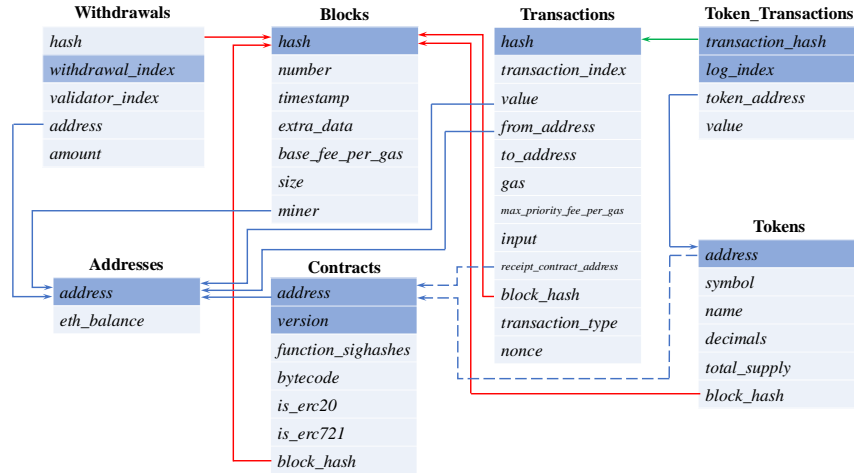 Withdrawals
hash
withdrawal_index
validator_index
address
amount
Blocks
hash
number
timestamp
extra_data
base_fee_per_gas
size
miner
Transactions
hash
transaction_index
value
from_address
to_address
gas
max_priority_fee_per_gas
input
receipt_contract_address
block_hash
transaction_type
nonce
Token_Transactions
transaction_hash
log_index
token_address
value
Addresses
address
eth_balance
Contracts
address
version
function_sighashes
bytecode
is_erc20
is_erc721
block_hash
Tokens
address
symbol
name
decimals
total_supply
block_hash